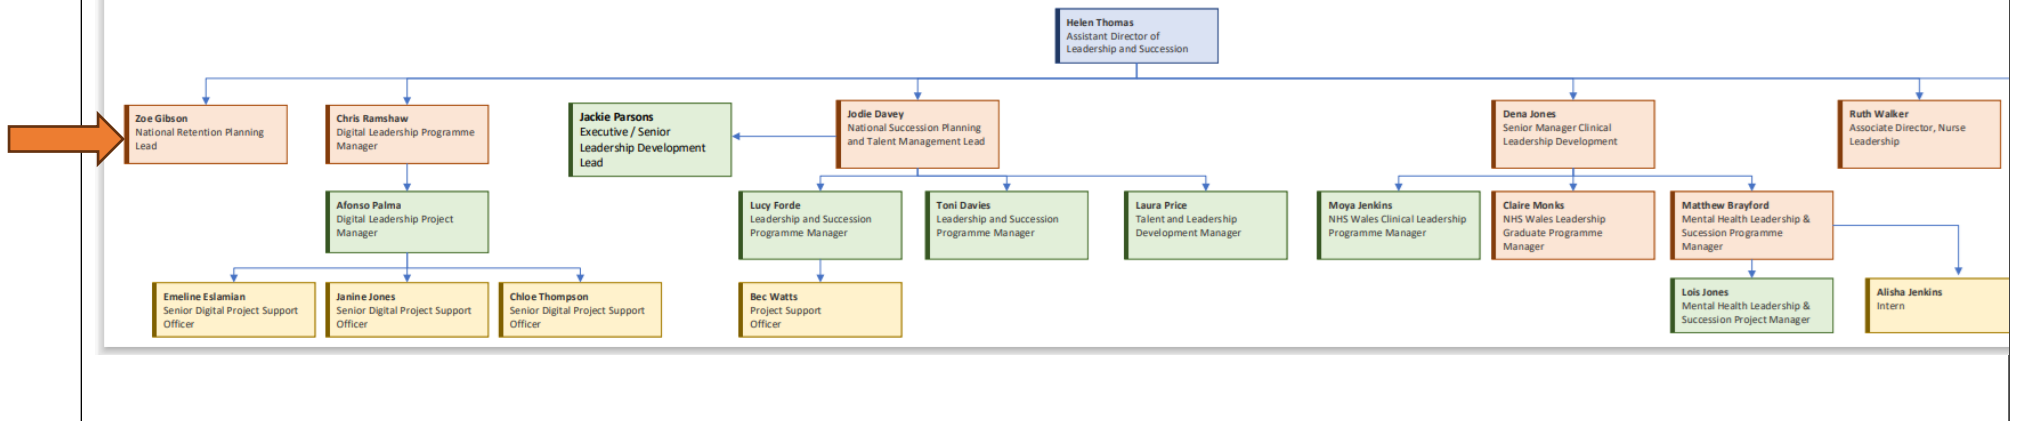 Helen Thomas
Assistant Director of
Leadership and Succession
Zoe Gibson
National Retention Planning
Lead
Chris Ramshaw
Digital Leadership Programme
Manager
Jackie Parsons
Executive / Senior
Leadership Development
Lead
Jodie Davey
National Succession Planning
and Talent Management Lead
Dena Jones
Senior Manager Clinical
Leadership Development
Ruth Walker
Associate Director, Nurse
Leadership
Afonso Palma
Digital Leadership Project
Manager
Lucy Forde
Leadership and Succession
Programme Manager
Toni Davies
Leadership and Succession
Programme Manager
Laura Price
Talent and Leadership
Development Manager
Moya Jenkins
NHS Wales Clinical Leadership
Programme Manager
Claire Monks
NHS Wales Leadership
Graduate Programme
Manager
Matthew Brayford
Mental Health Leadership &
Sucession Programme
Manager
Emeline Eslamian
Senior Digital Project Support
Officer
Janine Jones
Senior Digital Project Support
Officer
Chloe Thompson
Senior Digital Project Support
Officer
Bec Watts
Project Support
Officer
Lois Jones
Mental Health Leadership &
Succession Project Manager
Alisha Jenkins
Intern